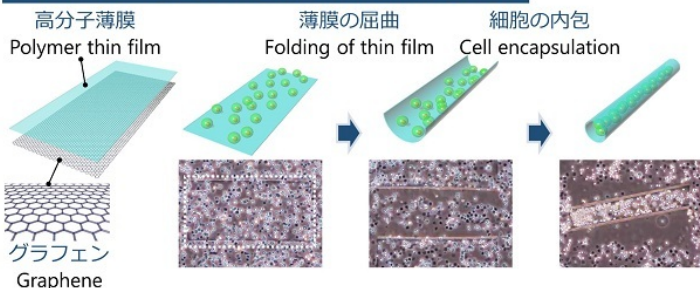 高分子薄膜
Polymer thin film
薄膜の屈曲
Folding of thin film
細胞の内包
Cell encapsulation
グラフェン
Graphene